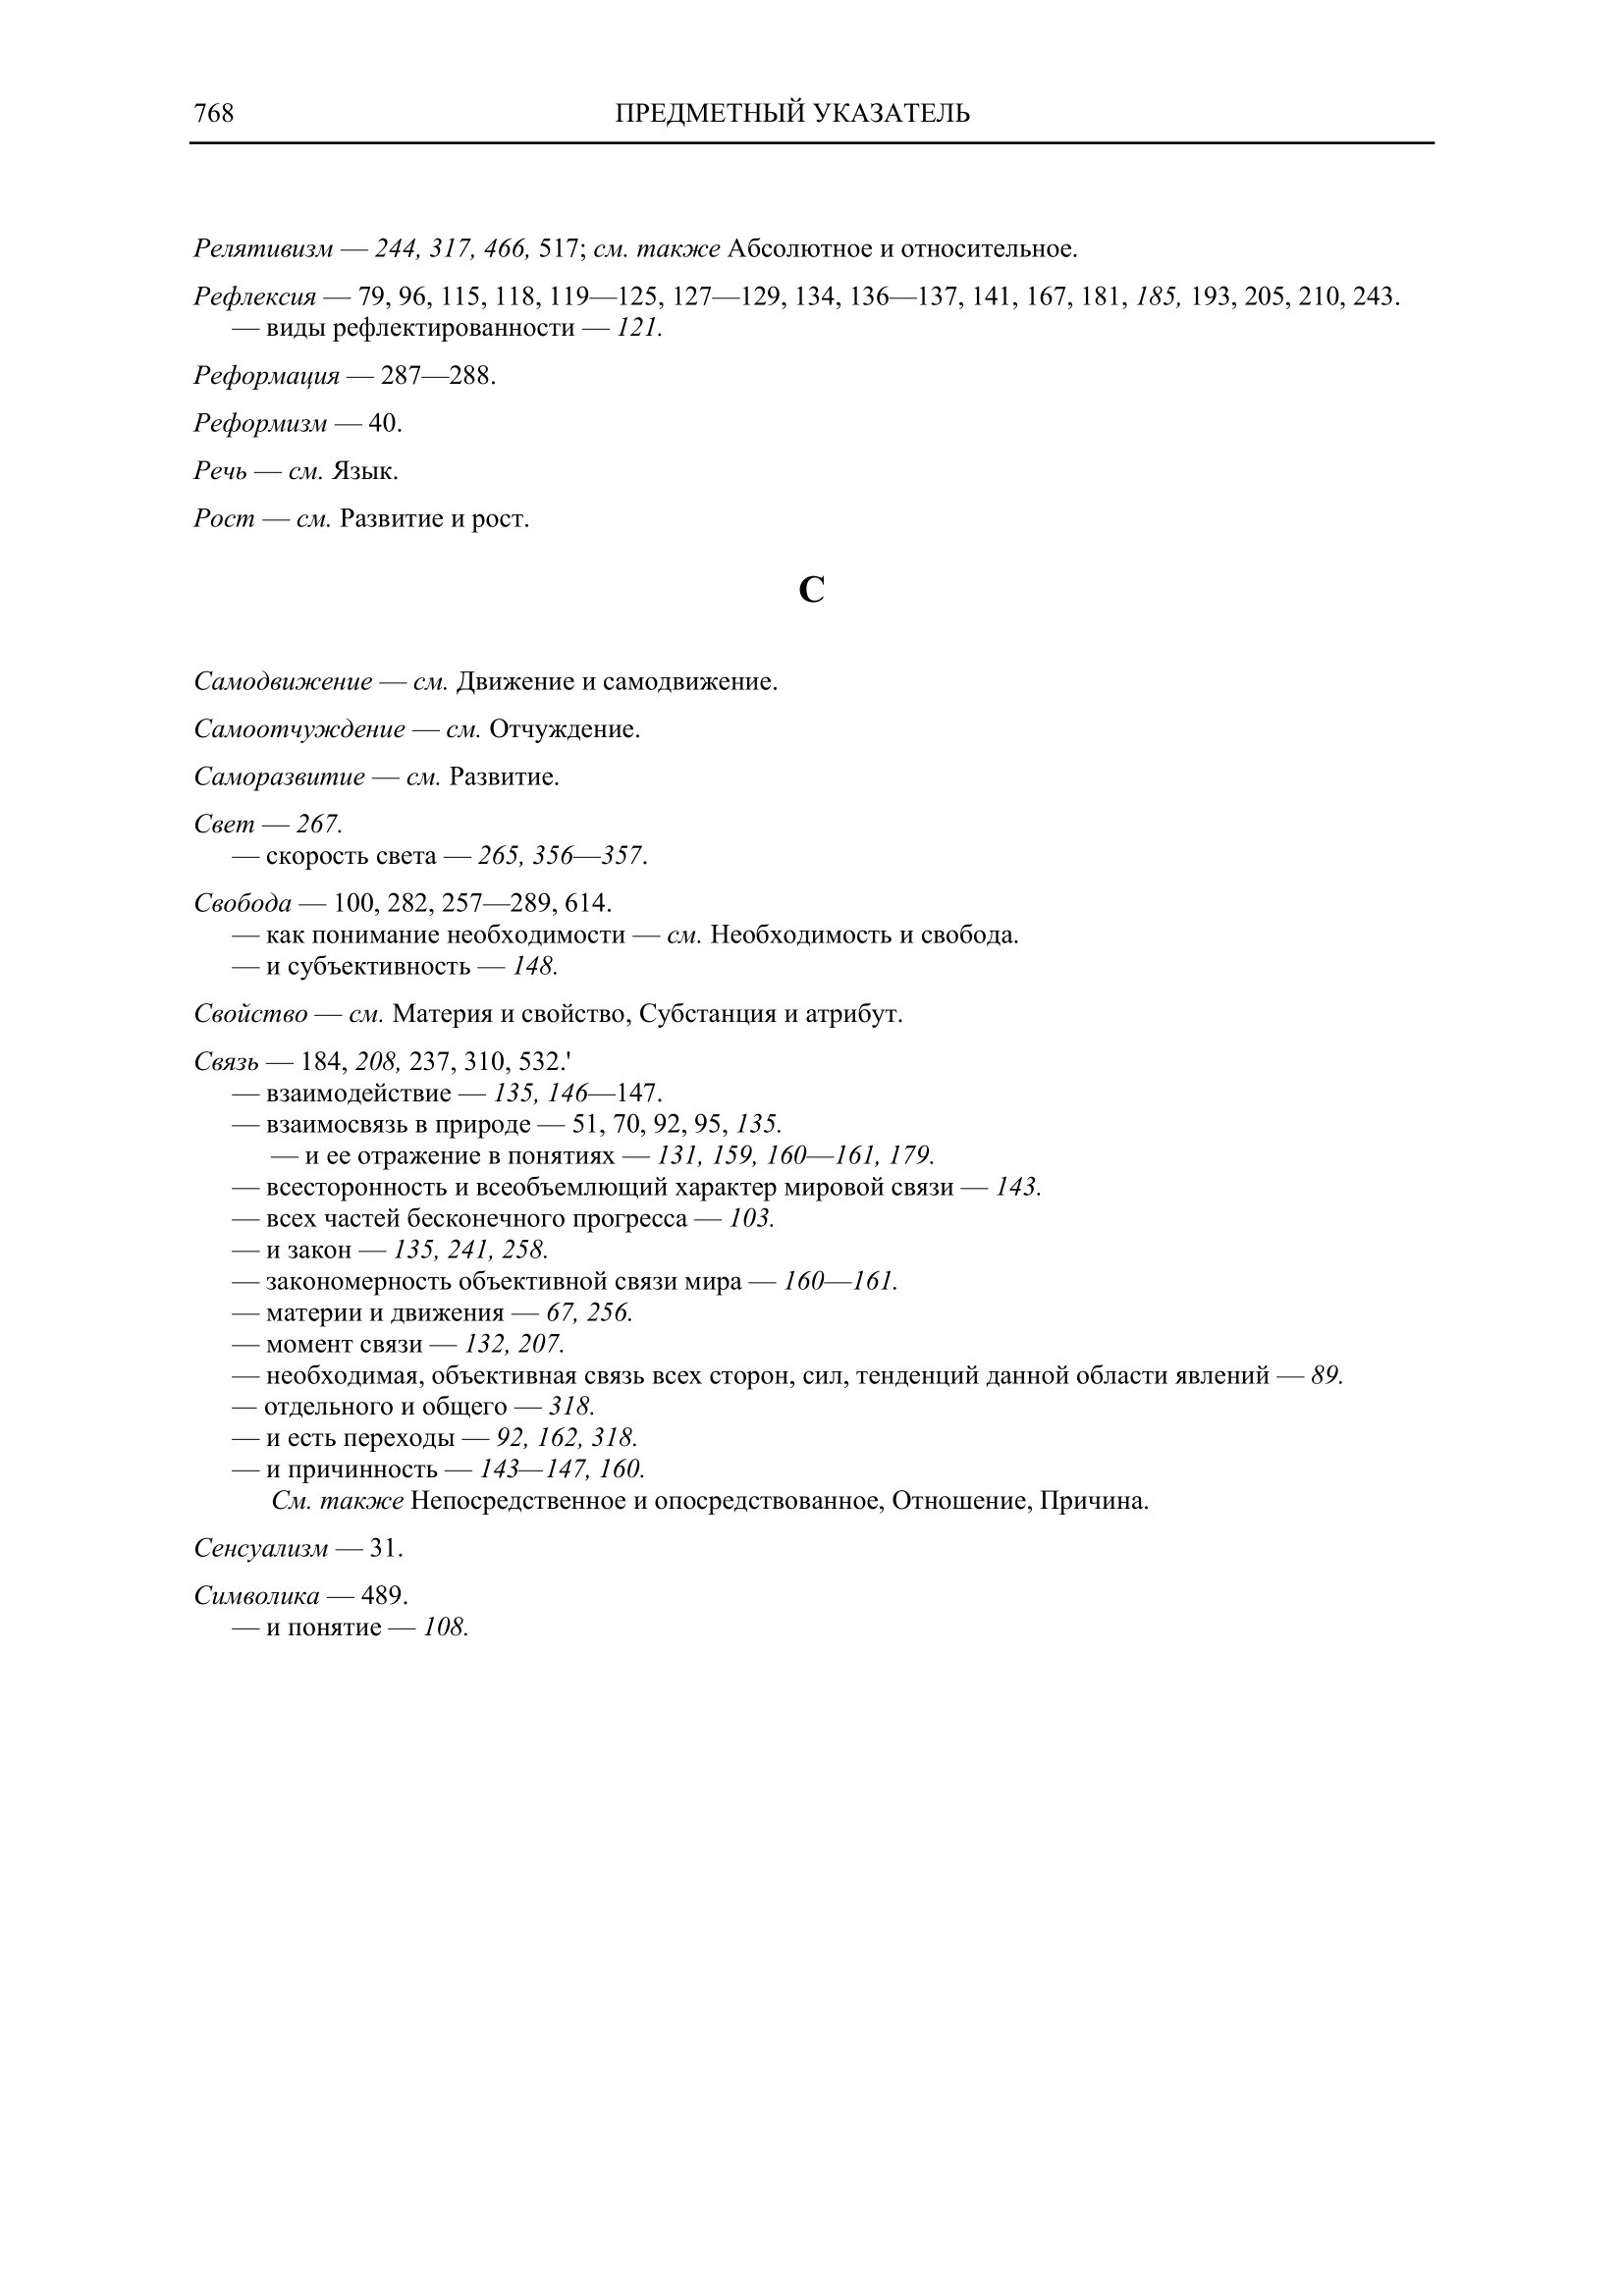 768
ПРЕДМЕТНЫЙ УКАЗАТЕЛЬ
Релятивизм — 244, 317, 466, 517; см. также Абсолютное и относительное.
Рефлексия — 79, 96, 115, 118, 119—125, 127—129, 134, 136—137, 141, 167, 181, 185, 193, 205, 210, 243.
— виды рефлектированности — 121.
Реформация — 287—288.
Реформизм — 40.
Речь — см. Язык.
Рост — см. Развитие и рост.
С
Самодвижение — см. Движение и самодвижение.
Самоотчуждение — см. Отчуждение.
Саморазвитие — см. Развитие.
Свет — 267.
— скорость света — 265, 356—357.
Свобода — 100, 282, 257—289, 614.
— как понимание необходимости — см. Необходимость и свобода.
— и субъективность — 148.
Свойство — см. Материя и свойство, Субстанция и атрибут.
Связь — 184, 208, 237, 310, 532.'
— взаимодействие — 135, 146—147.
— взаимосвязь в природе — 51, 70, 92, 95, 135.
— и ее отражение в понятиях — 131, 159, 160—161, 179.
— всесторонность и всеобъемлющий характер мировой связи — 143.
— всех частей бесконечного прогресса — 103.
— и закон — 135, 241, 258.
— закономерность объективной связи мира — 160—161.
— материи и движения — 67, 256.
— момент связи — 132, 207.
— необходимая, объективная связь всех сторон, сил, тенденций данной области явлений — 89.
— отдельного и общего — 318.
— и есть переходы — 92, 162, 318.
— и причинность — 143—147, 160.
См. также Непосредственное и опосредствованное, Отношение, Причина.
Сенсуализм — 31.
Символика — 489.
— и понятие — 108.